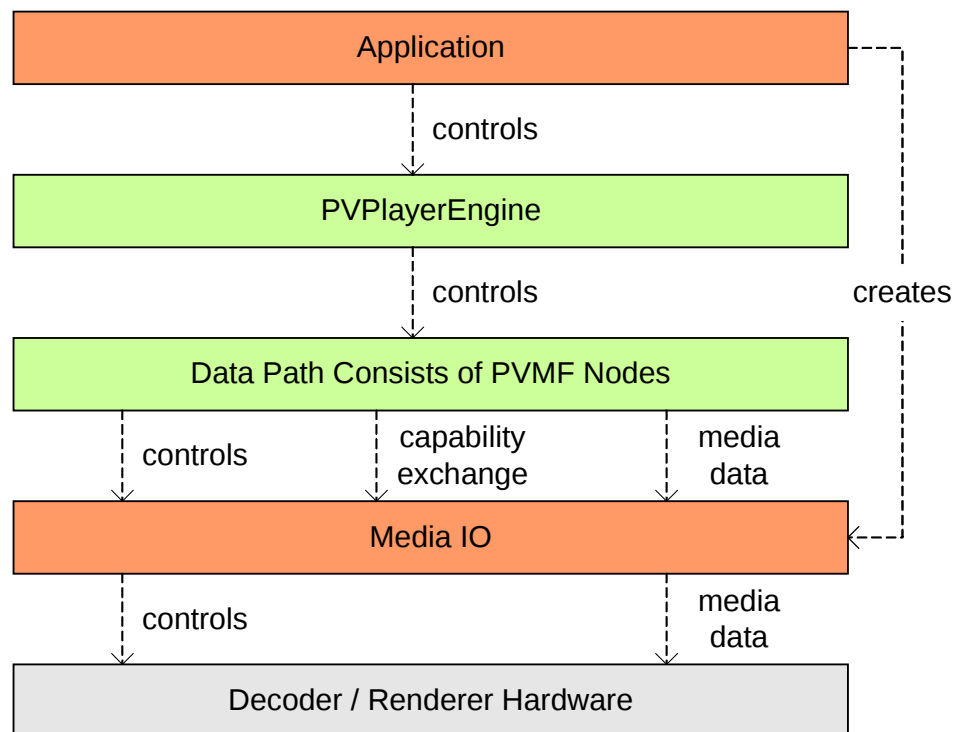 Application
controls
PVPlayerEngine
controls
creates
Data Path Consists of PVMF Nodes
controls
capability
exchange
media
data
Media IO
controls
media
data
Decoder / Renderer Hardware